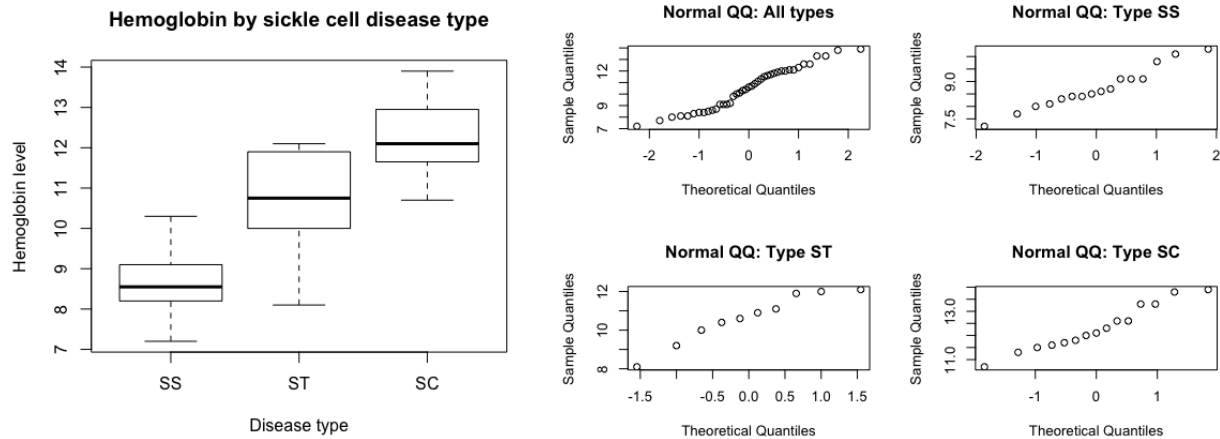 Hemoglobin by sickle cell disease type
Hemoglobin level
14
13
12
11
10
9
8
7
SS ST SC
Disease type
Normal QQ: All types
Sample Quantiles
12
9
7
-2 -1 0 1 2
Theoretical Quantiles
Normal QQ: Type SS
Sample Quantiles
9.0
7.5
-2 -1 0 1 2
Theoretical Quantiles
Normal QQ: Type ST
Sample Quantiles
12
10
8
-1.5 -0.5 0.0 0.5 1.0 1.5
Theoretical Quantiles
Normal QQ: Type SC
Sample Quantiles
13.0
11.0
-1 0 1
Theoretical Quantiles